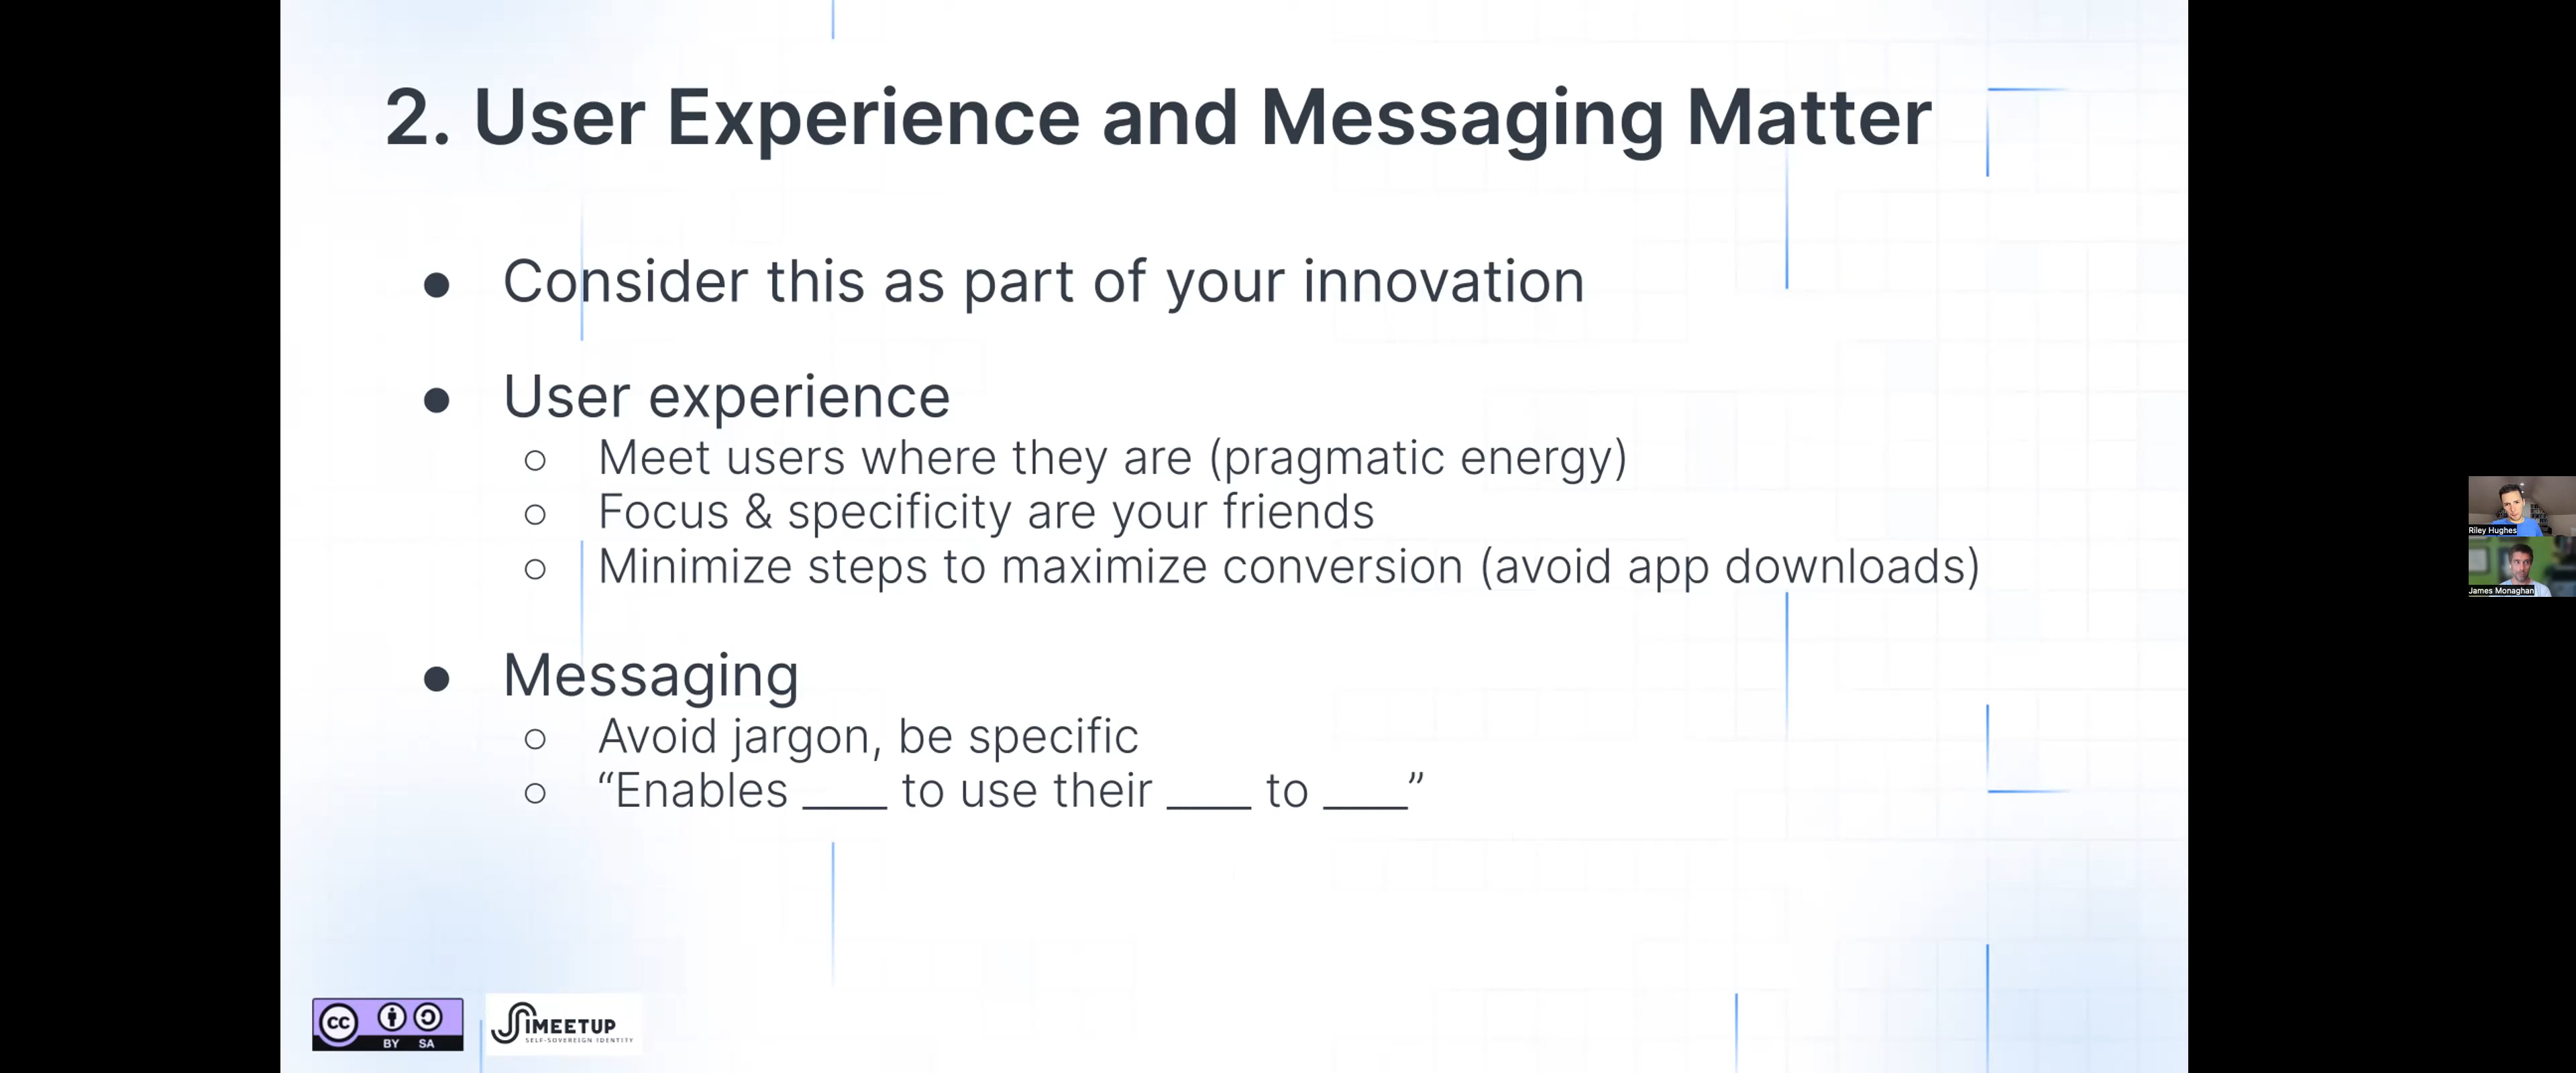 2. User Experience and Messaging Matter
● Consider this as part of your innovation
● User experience
○ Meet users where they are (pragmatic energy)
○ Focus & specificity are your friends
○ Minimize steps to maximize conversion (avoid app downloads)
● Messaging
○ Avoid jargon, be specific
○ “Enables ____ to use their ____ to ____”
Riley Hughes
James Monaghan
cc
BY SA
SSIMEETUP
SELF-SOVEREIGN IDENTITY